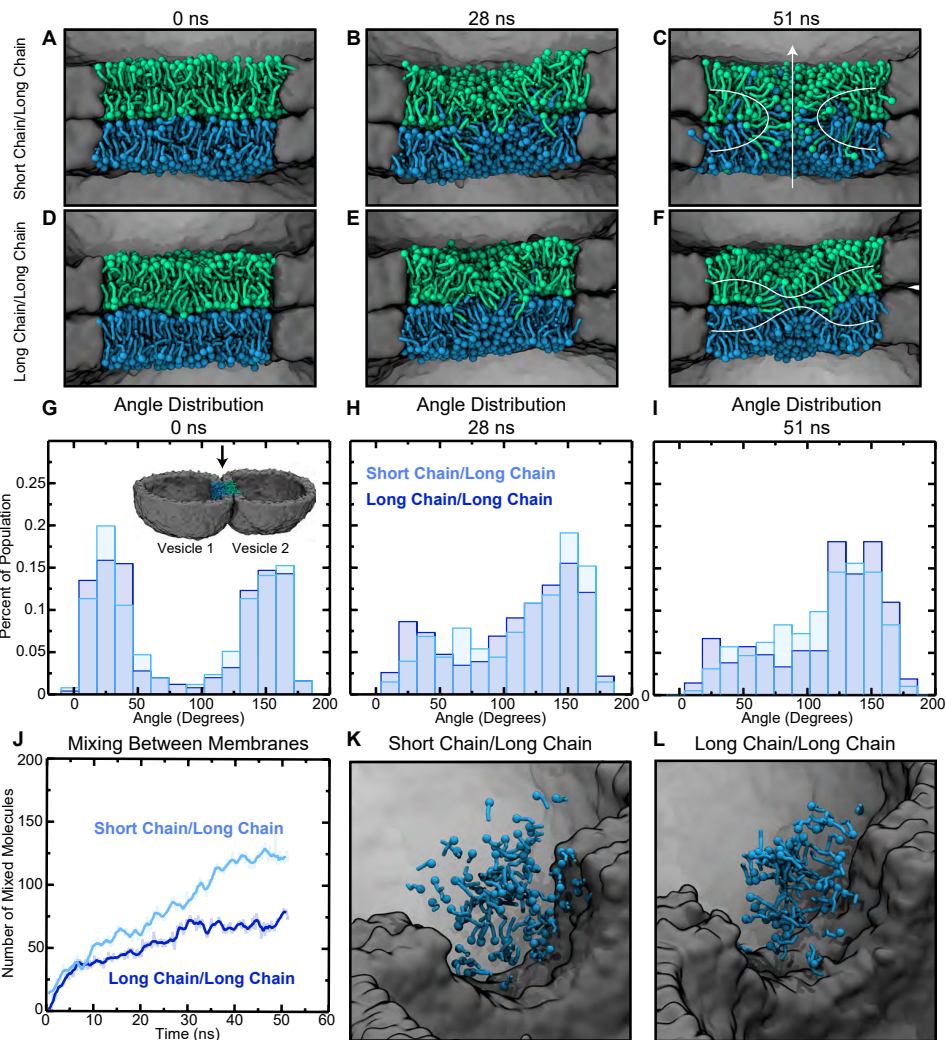 0 ns
28 ns
51 ns
A
B
C
Short Chain/Long Chain
D
E
F
Long Chain/Long Chain
G
Angle Distribution
0 ns
H
Angle Distribution
28 ns
I
Angle Distribution
51 ns
Percent of Population
0.25
0.2
0.15
0.1
0.05
0
Vesicle 1
Vesicle 2
0
50
100
150
200
Angle (Degrees)
Short Chain/Long Chain
Long Chain/Long Chain
0
50
100
150
200
Angle (Degrees)
0
0
50
100
150
200
Angle (Degrees)
J
Mixing Between Membranes
Number of Mixed Molecules
200
150
100
50
0
Short Chain/Long Chain
Long Chain/Long Chain
0
10
20
30
40
50
60
Time (ns)
K
Short Chain/Long Chain
L
Long Chain/Long Chain